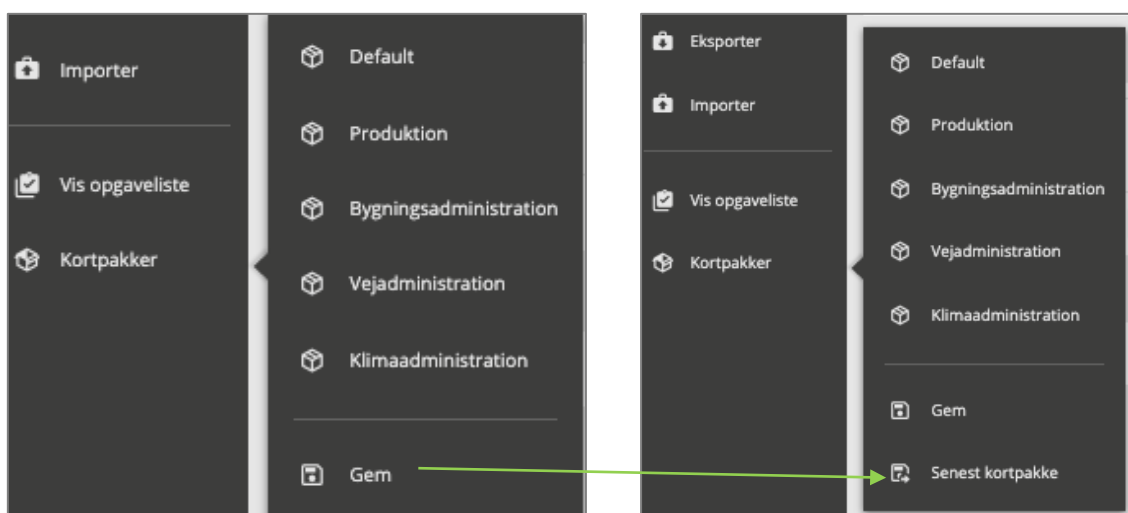 Importer
Vis opgaveliste
Kortpakker
Default
Produktion
Bygningsadministration
Vejadministration
Klimaadministration
Gem
Eksporter
Importer
Vis opgaveliste
Kortpakker
Default
Produktion
Bygningsadministration
Vejadministration
Klimaadministration
Gem
Senest kortpakke